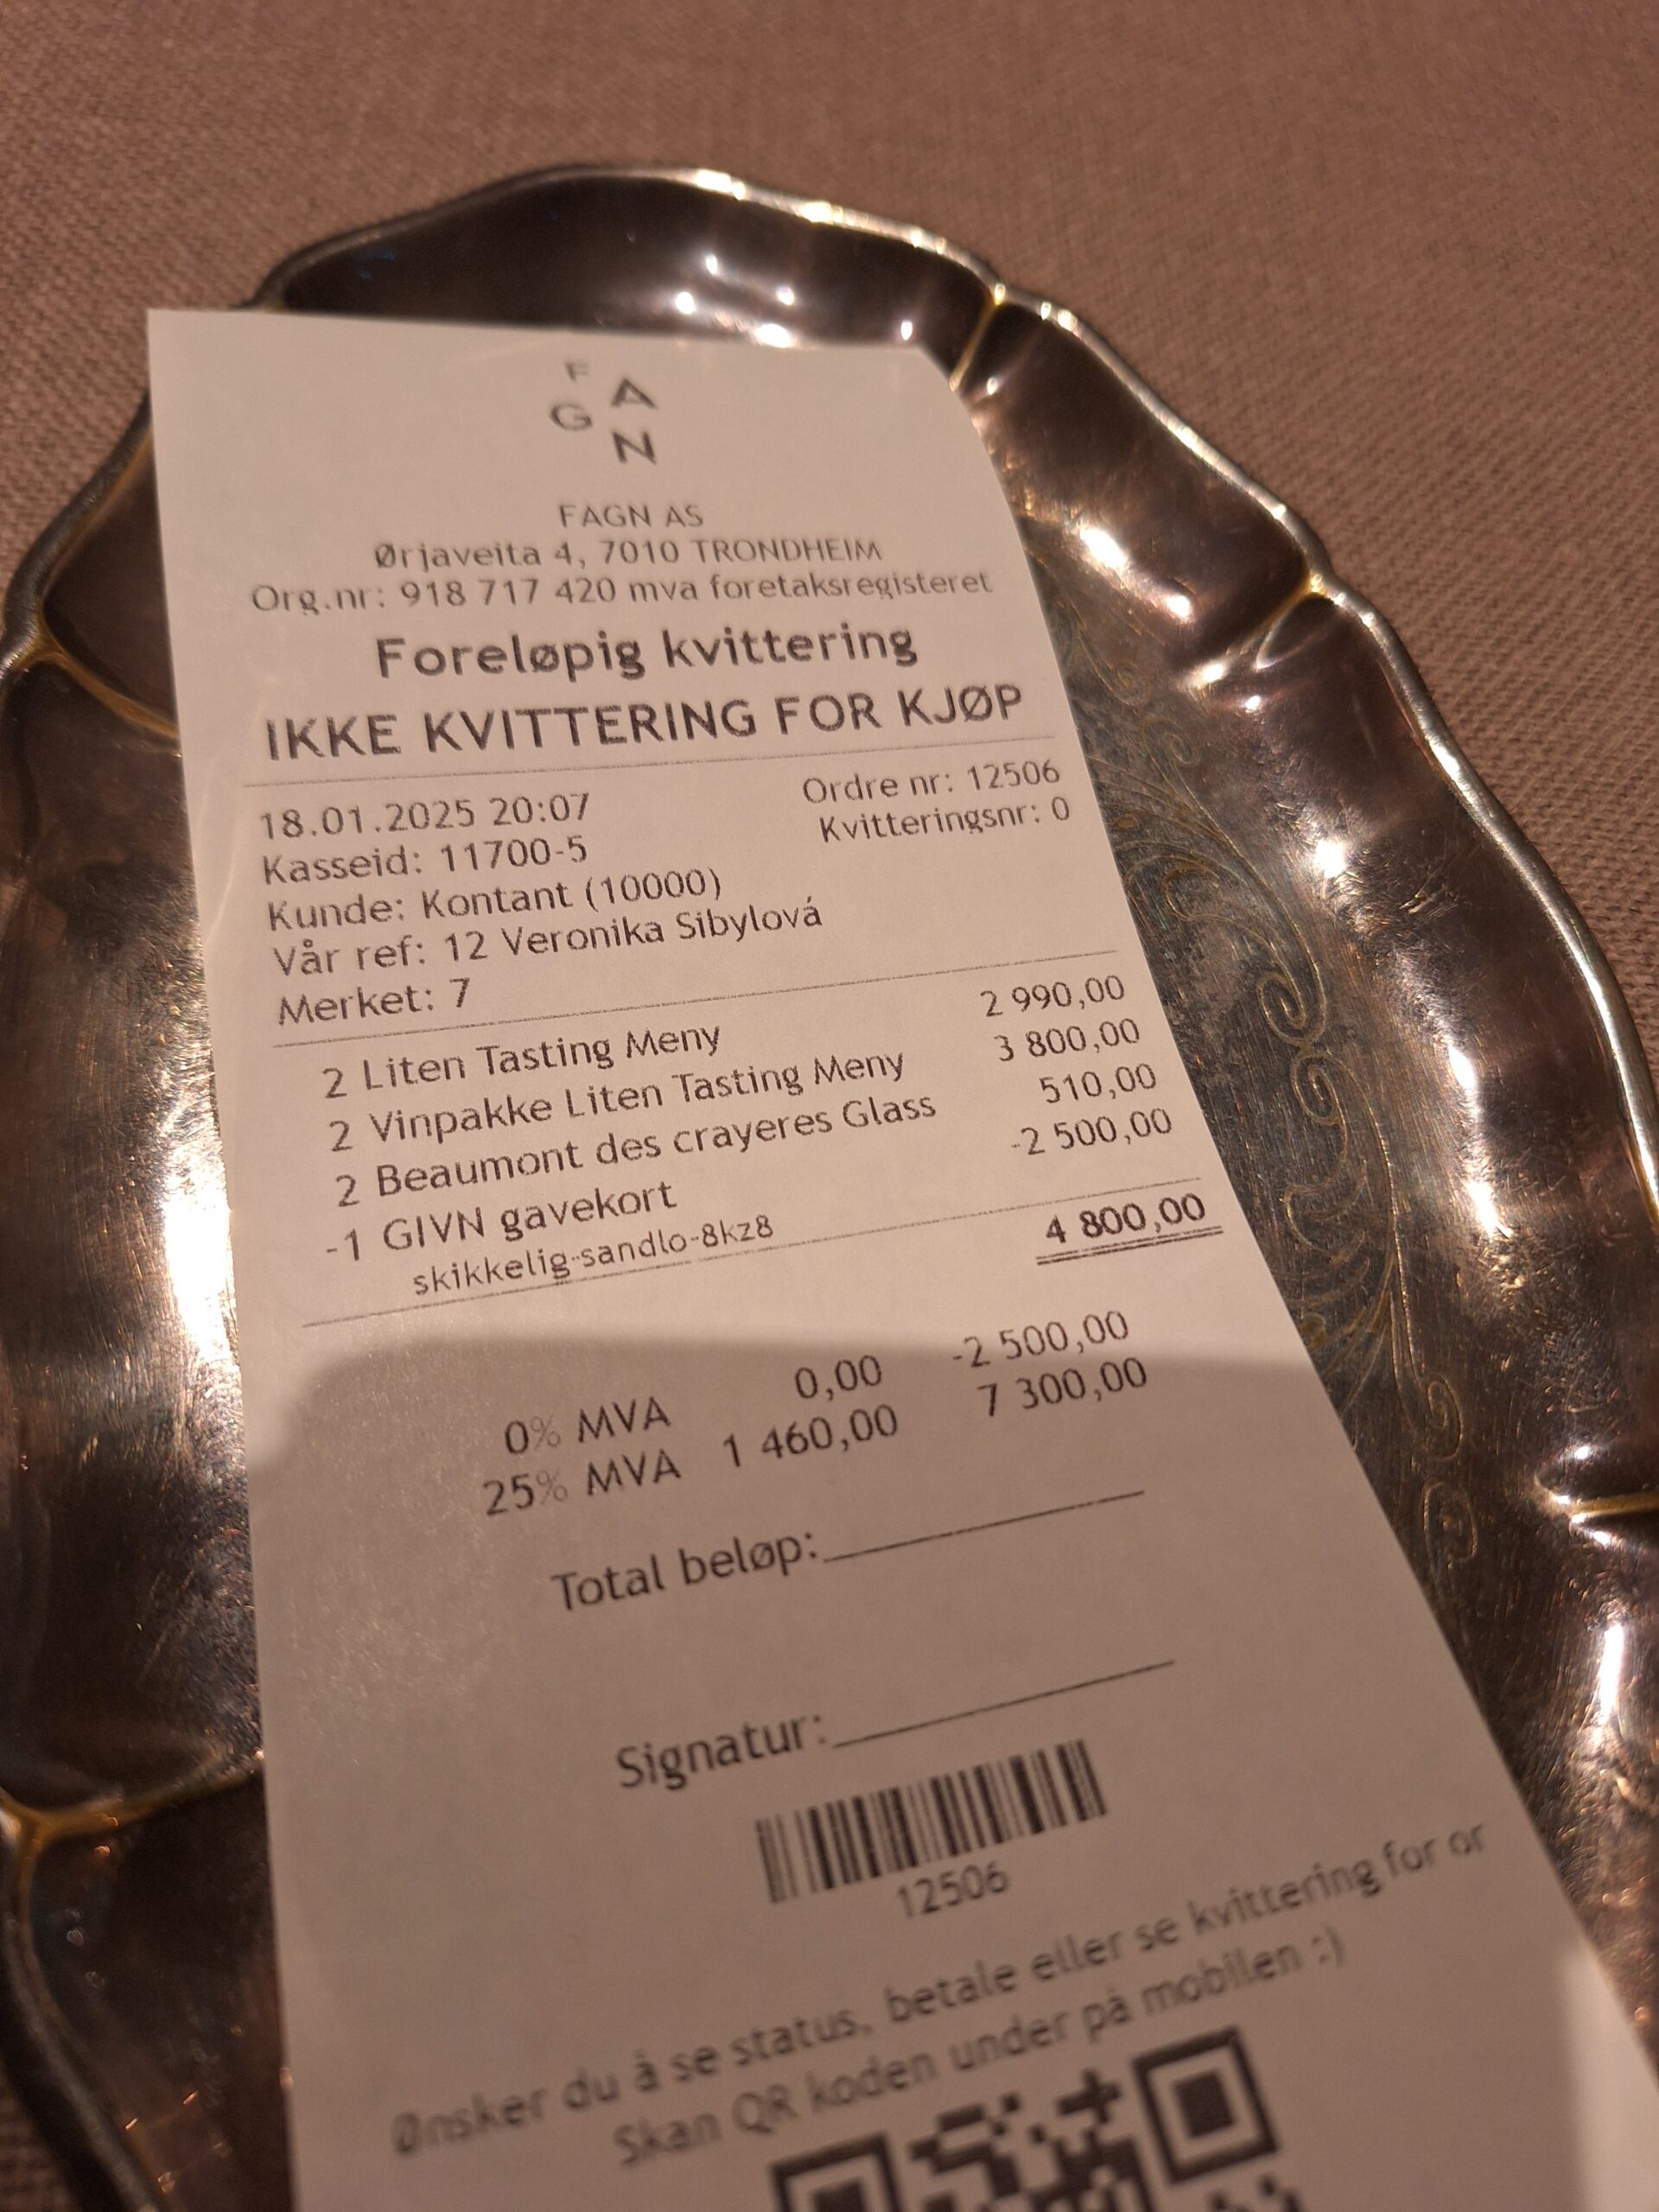 F A
G N
FAGN AS
Ørjaveita 4, 7010 TRONDHEIM
Org.nr: 918 717 420 mva foretaksregisteret
Foreløpig kvittering
IKKE KVITTERING FOR KJØP
18.01.2025 20:07 Ordre nr: 12506
Kasseid: 11700-5 Kvitteringsnr: 0
Kunde: Kontant (10000)
Vår ref: 12 Veronika Sibylová
Merket: 7
2 Liten Tasting Meny 2 990,00
2 Vinpakke Liten Tasting Meny 3 800,00
2 Beaumont des crayeres Glass 510,00
-1 GIVN gavekort -2 500,00
skikkelig-sandlo-8kz8
4 800,00
0% MVA 0,00 -2 500,00
25% MVA 1 460,00 7 300,00
Total beløp:
Signatur:
12506
Ønsker du å se status, betale eller se kvittering for or
Skan QR koden under på mobilen :)